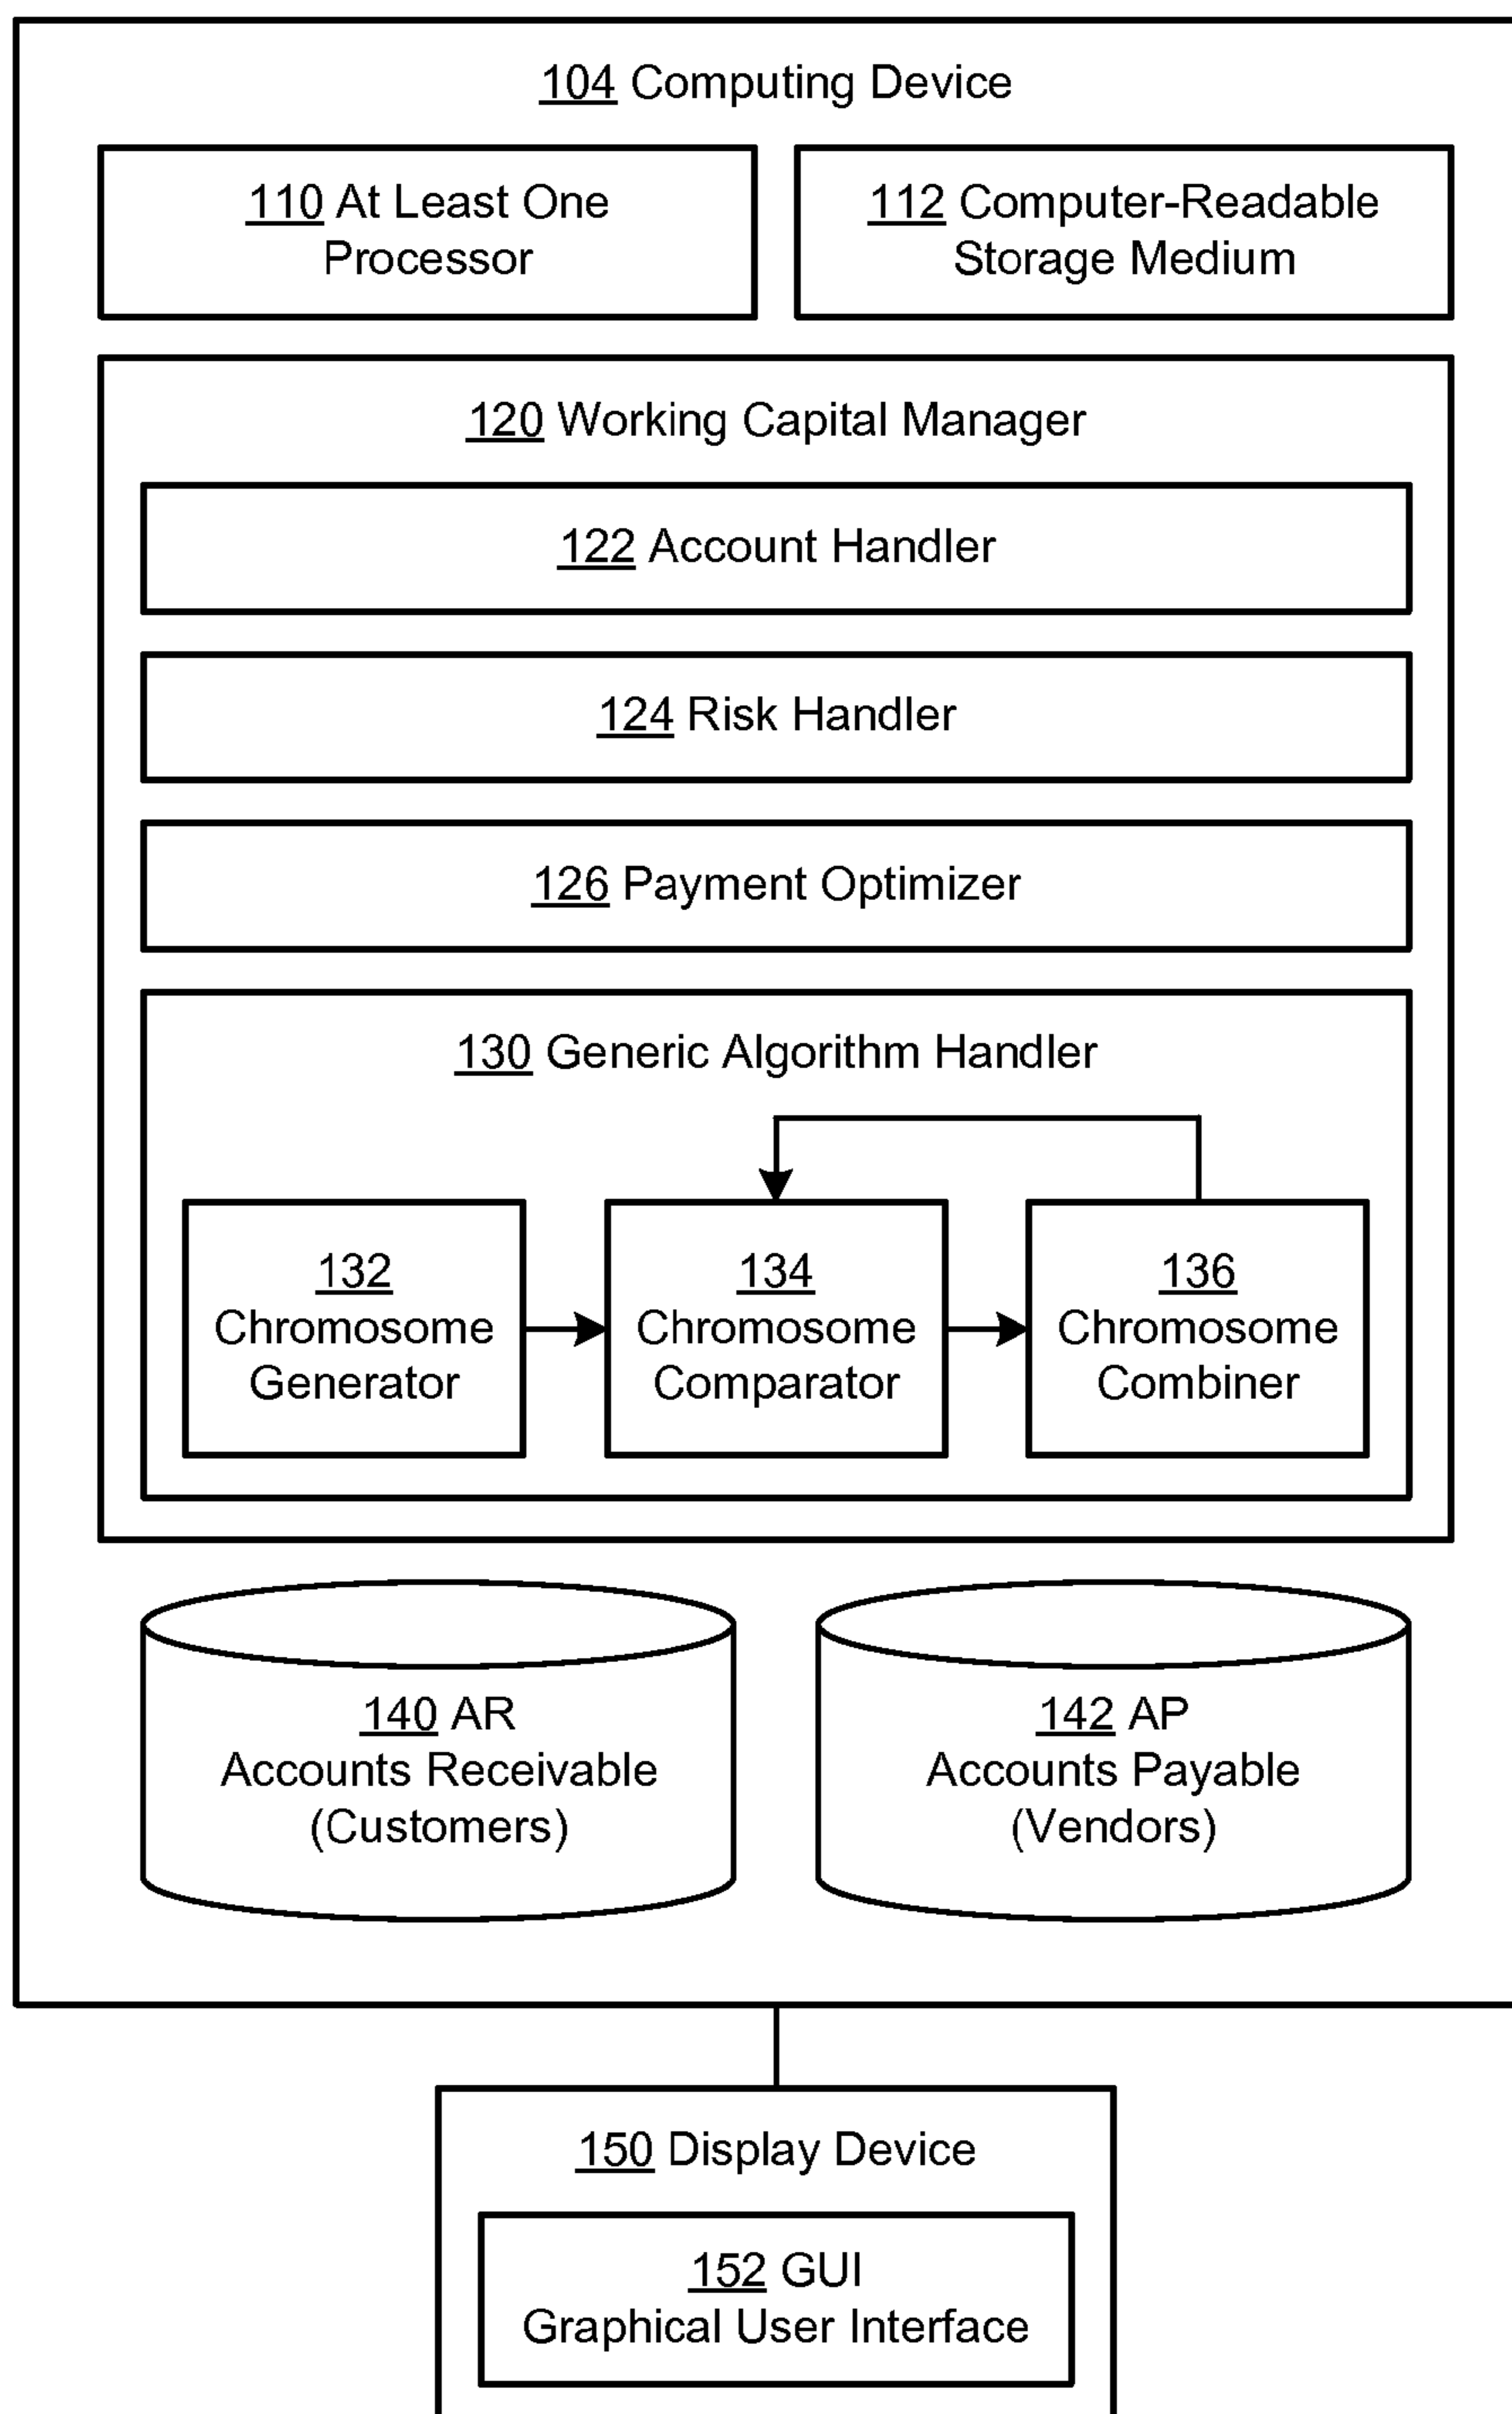 104 Computing Device
110 At Least One
Processor
112 Computer-Readable
Storage Medium
120 Working Capital Manager
122 Account Handler
124 Risk Handler
126 Payment Optimizer
130 Generic Algorithm Handler
132
Chromosome
Generator
134
Chromosome
Comparator
136
Chromosome
Combiner
140 AR
Accounts Receivable
(Customers)
142 AP
Accounts Payable
(Vendors)
150 Display Device
152 GUI
Graphical User Interface